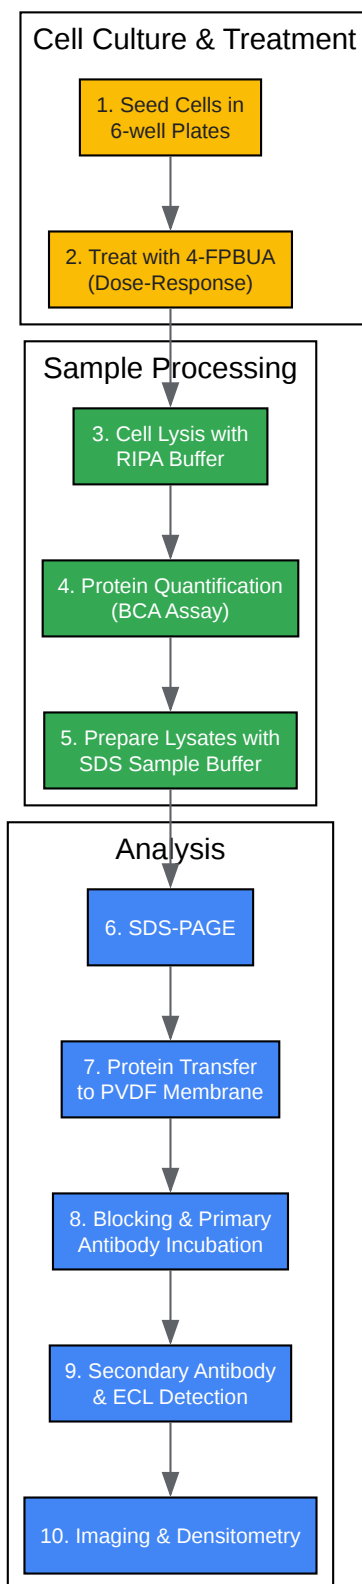 Cell Culture & Treatment
1. Seed Cells in
6-well Plates
2. Treat with 4-FPBUA
(Dose-Response)
Sample Processing
3. Cell Lysis with
RIPA Buffer
4. Protein Quantification
(BCA Assay)
5. Prepare Lysates with
SDS Sample Buffer
Analysis
6. SDS-PAGE
7. Protein Transfer
to PVDF Membrane
8. Blocking & Primary
Antibody Incubation
9. Secondary Antibody
& ECL Detection
10. Imaging & Densitometry